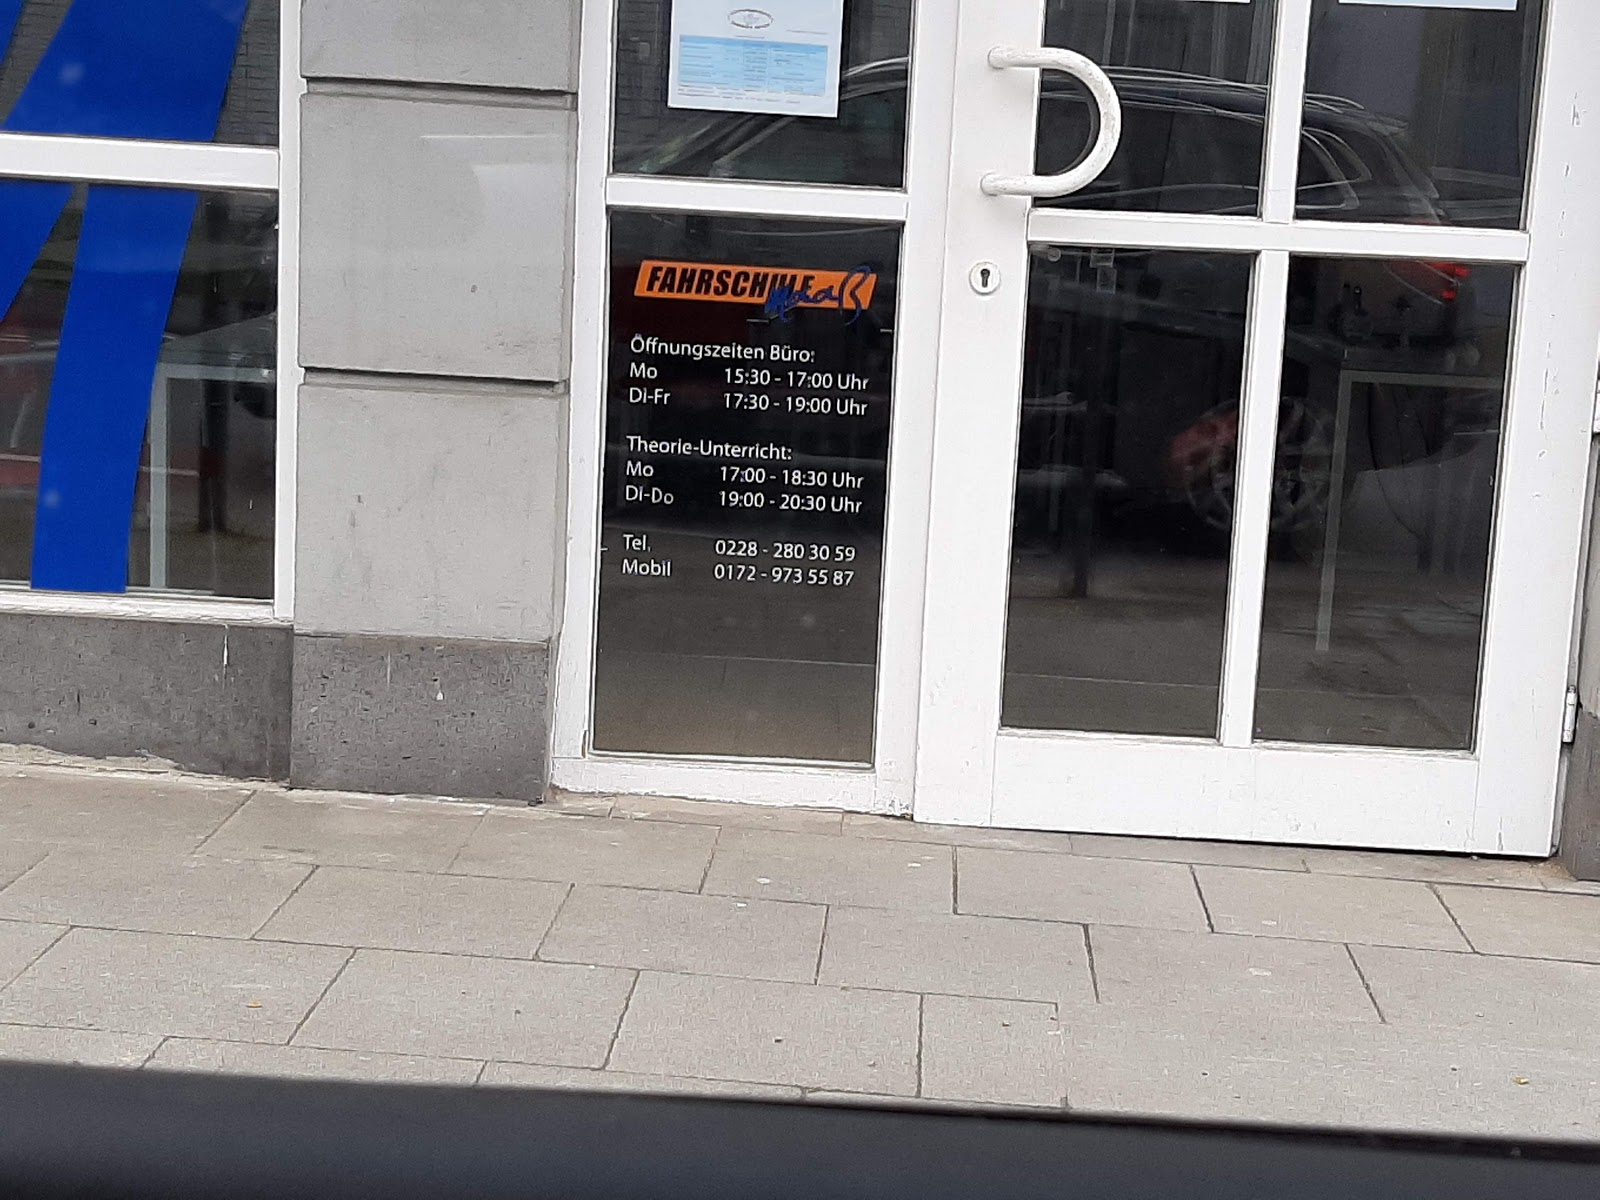 FAHRSCHULE
Maaß
Öffnungszeiten Büro:
Mo 15:30 - 17:00 Uhr
Di-Fr 17:30 - 19:00 Uhr
Theorie-Unterricht:
Mo 17:00 - 18:30 Uhr
Di-Do 19:00 - 20:30 Uhr
Tel. 0228 - 280 30 59
Mobil 0172 - 973 55 87